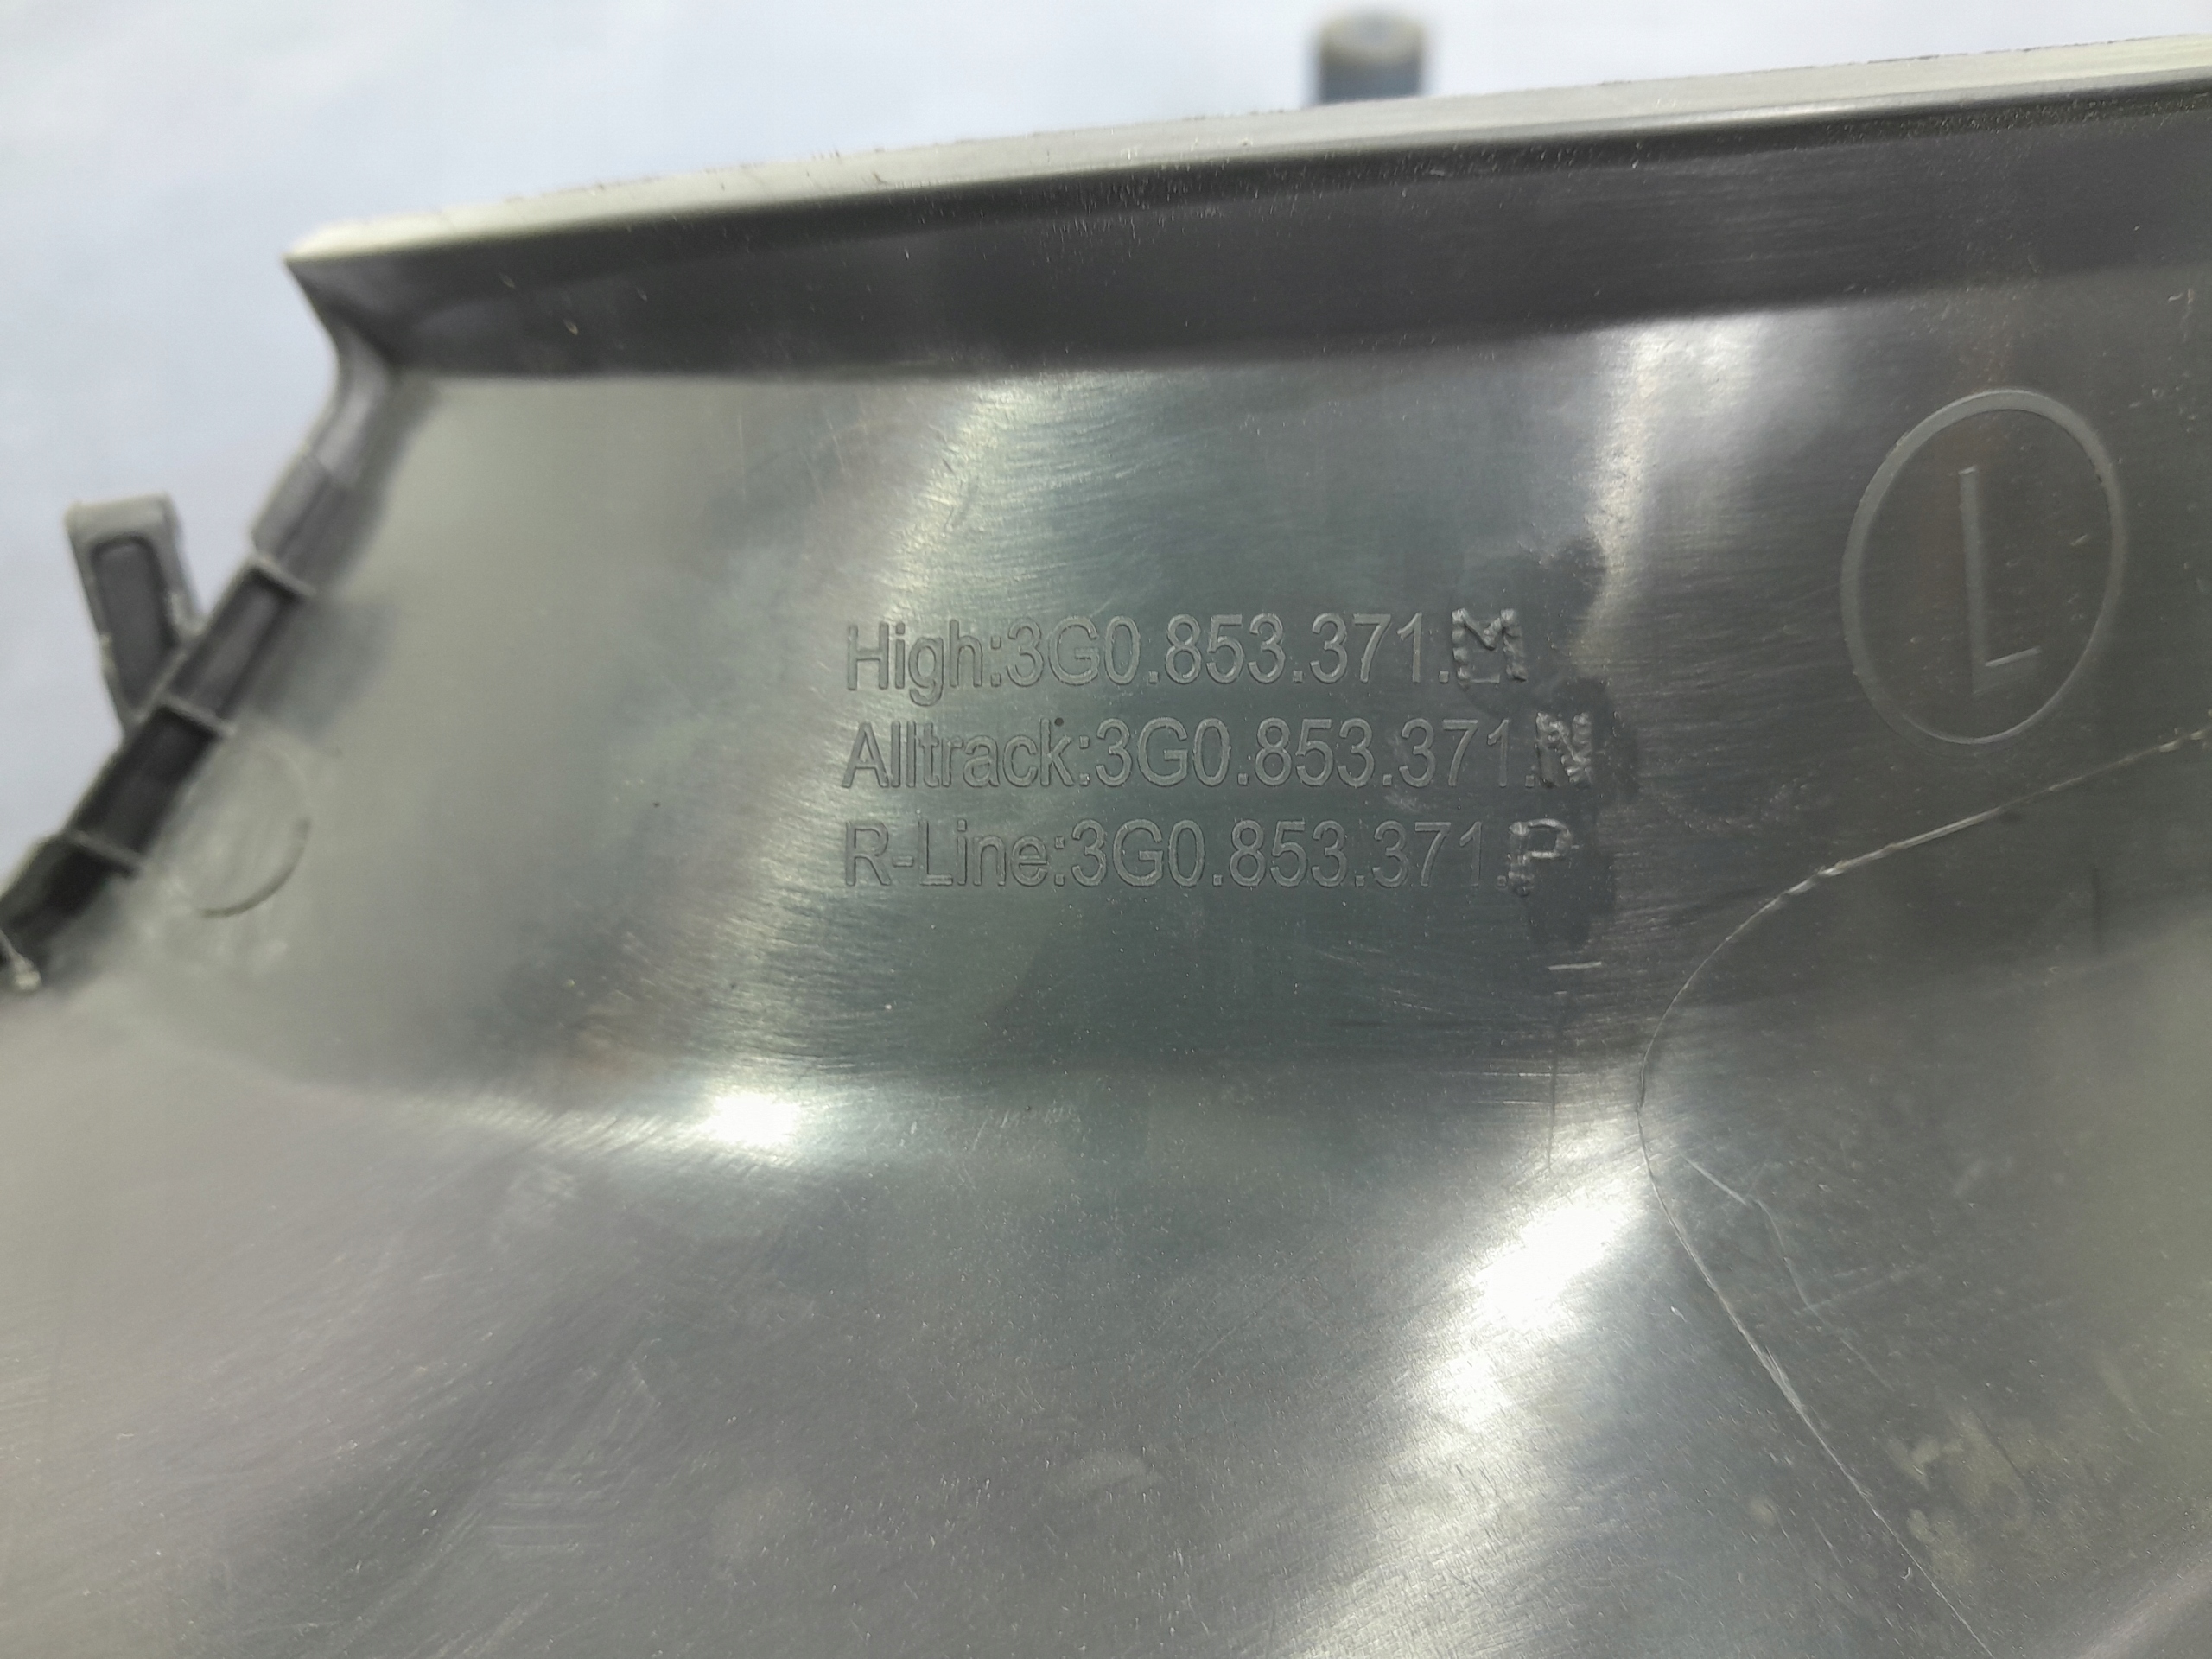 High:3G0.853.371.M
Alltrack:3G0.853.371.N
R-Line:3G0.853.371.P
L